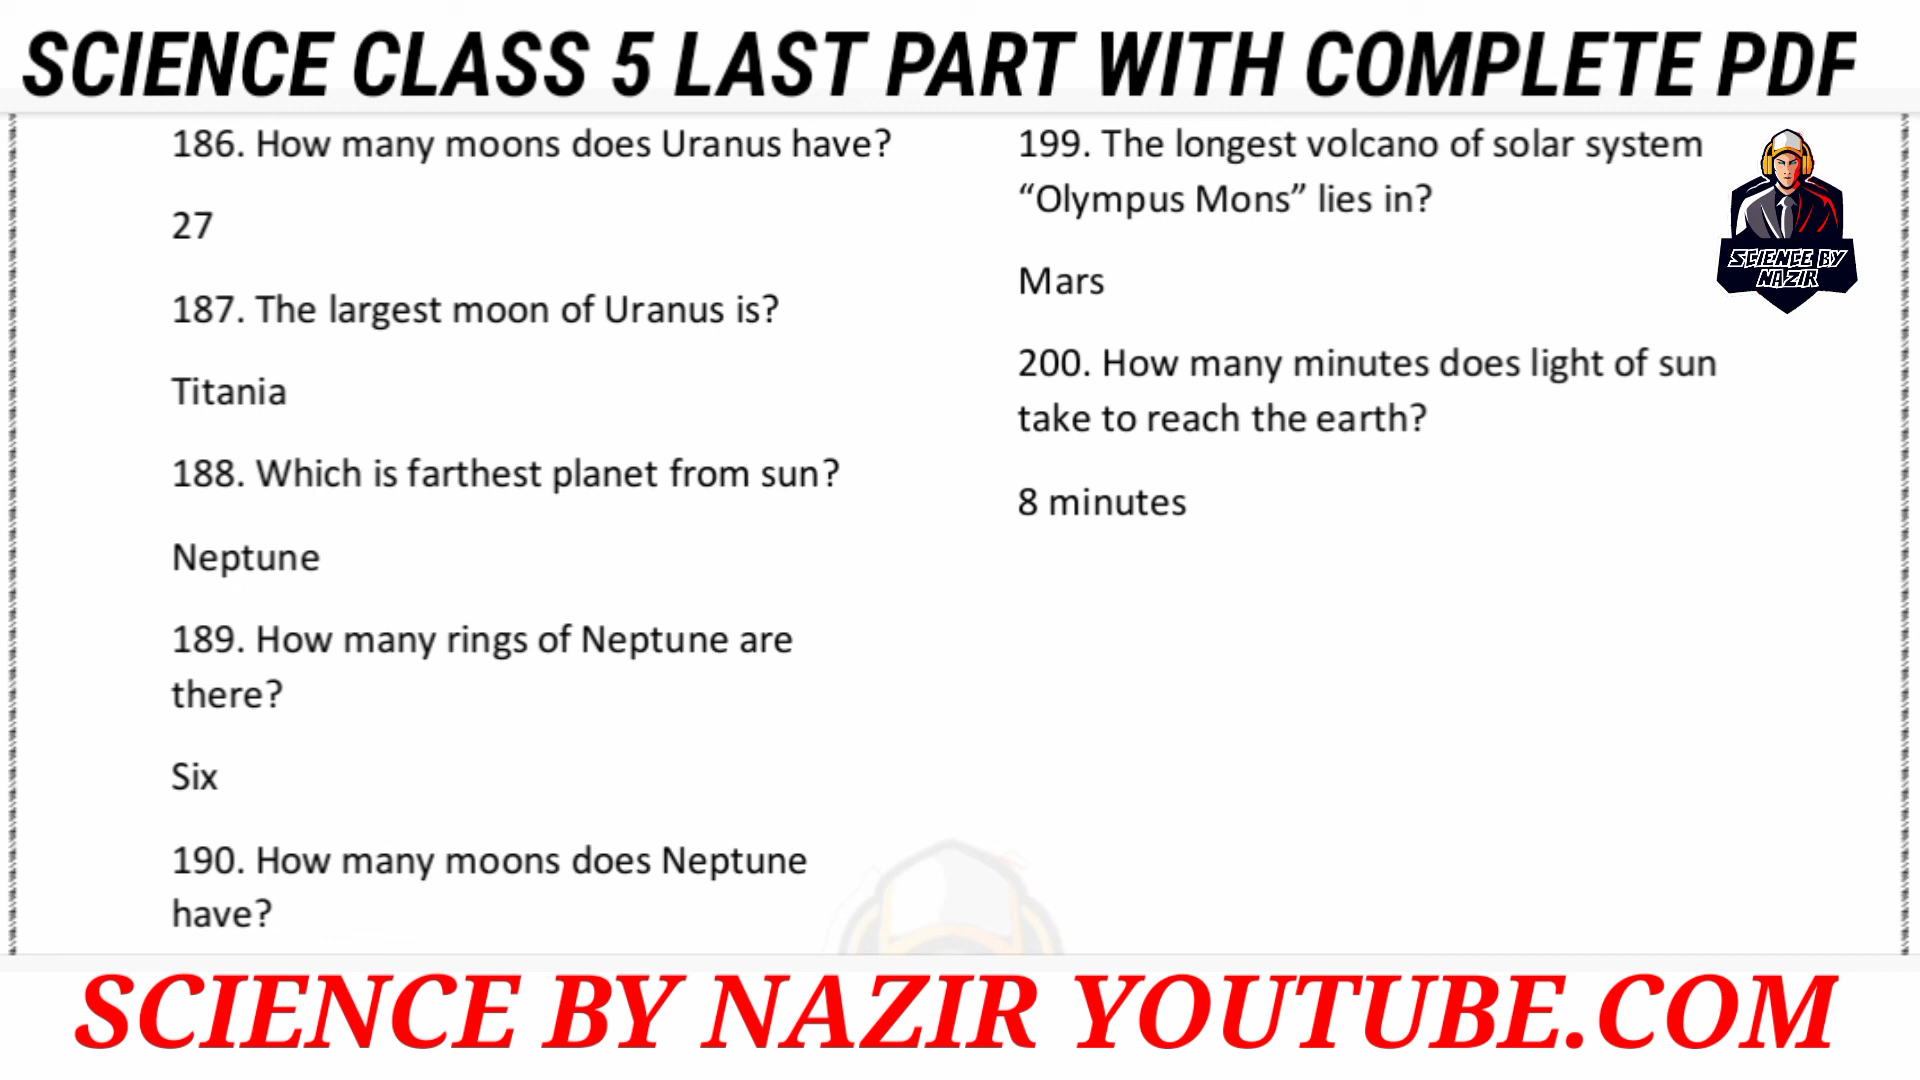 SCIENCE CLASS 5 LAST PART WITH COMPLETE PDF
186. How many moons does Uranus have?
27
187. The largest moon of Uranus is?
Titania
188. Which is farthest planet from sun?
Neptune
189. How many rings of Neptune are
there?
Six
190. How many moons does Neptune
have?
199. The longest volcano of solar system
“Olympus Mons” lies in?
Mars
200. How many minutes does light of sun
take to reach the earth?
8 minutes
SCIENCE BY
NAZIR
SCIENCE BY NAZIR YOUTUBE.COM